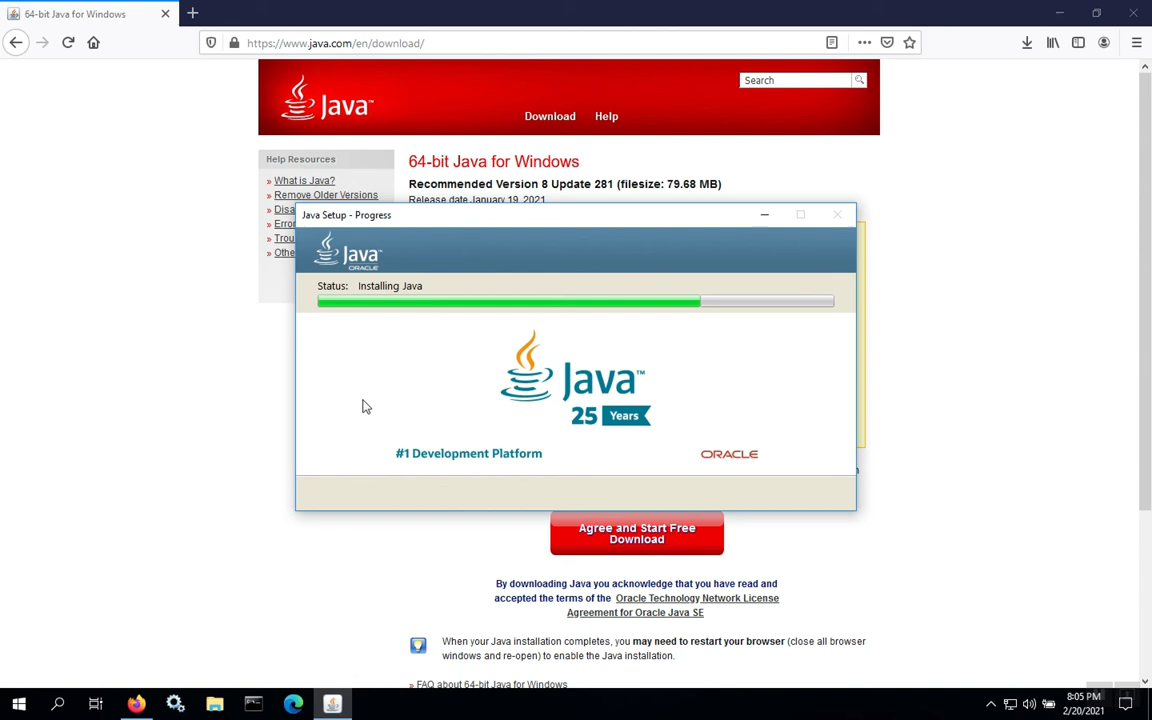 64-bit Java for Windows
https://www.java.com/en/download/
Java™
Search
Download
Help
Help Resources
» What is Java?
» Remove Older Versions
64-bit Java for Windows
Recommended Version 8 Update 281 (filesize: 79.68 MB)
Release date January 19, 2021
Java Setup - Progress
Java™
ORACLE
Status: Installing Java
Java™
25 Years
#1 Development Platform
ORACLE
Agree and Start Free
Download
By downloading Java you acknowledge that you have read and
accepted the terms of the Oracle Technology Network License
Agreement for Oracle Java SE
When your Java installation completes, you may need to restart your browser (close all browser
windows and re-open) to enable the Java installation.
» FAQ about 64-bit Java for Windows
8:05 PM
2/20/2021